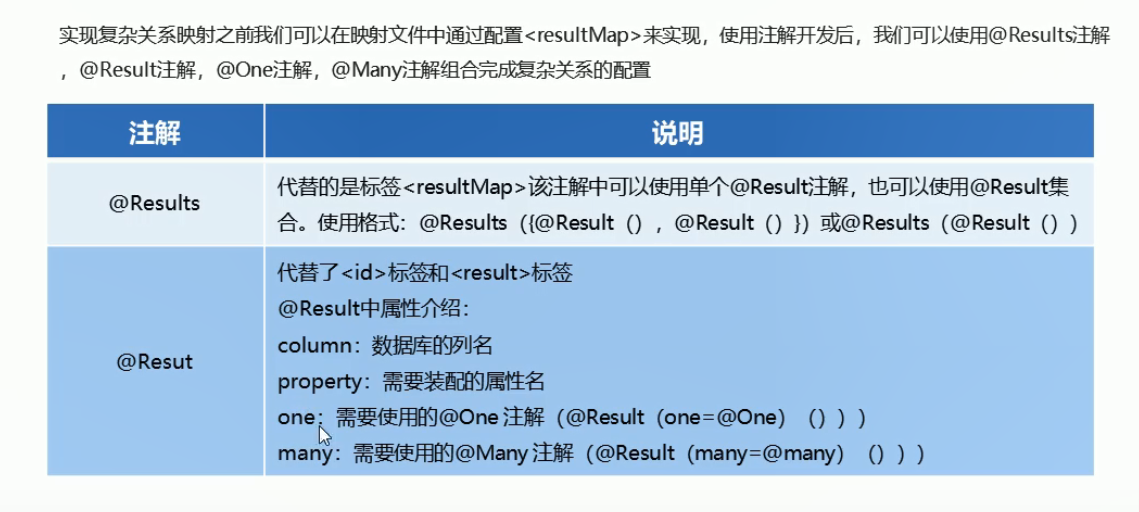 实现复杂关系映射之前我们可以在映射文件中通过配置<resultMap>来实现，使用注解开发后，我们可以使用@Results注解
，@Result注解，@One注解，@Many注解组合完成复杂关系的配置
注解
说明
@Results
代替的是标签<resultMap>该注解中可以使用单个@Result注解，也可以使用@Result集
合。使用格式：@Results（{@Result（），@Result（）}）或@Results（@Result（））
@Resut
代替了<id>标签和<result>标签
@Result中属性介绍：
column：数据库的列名
property：需要装配的属性名
one：需要使用的@One 注解（@Result（one=@One）（）））
many：需要使用的@Many 注解（@Result（many=@many）（）））